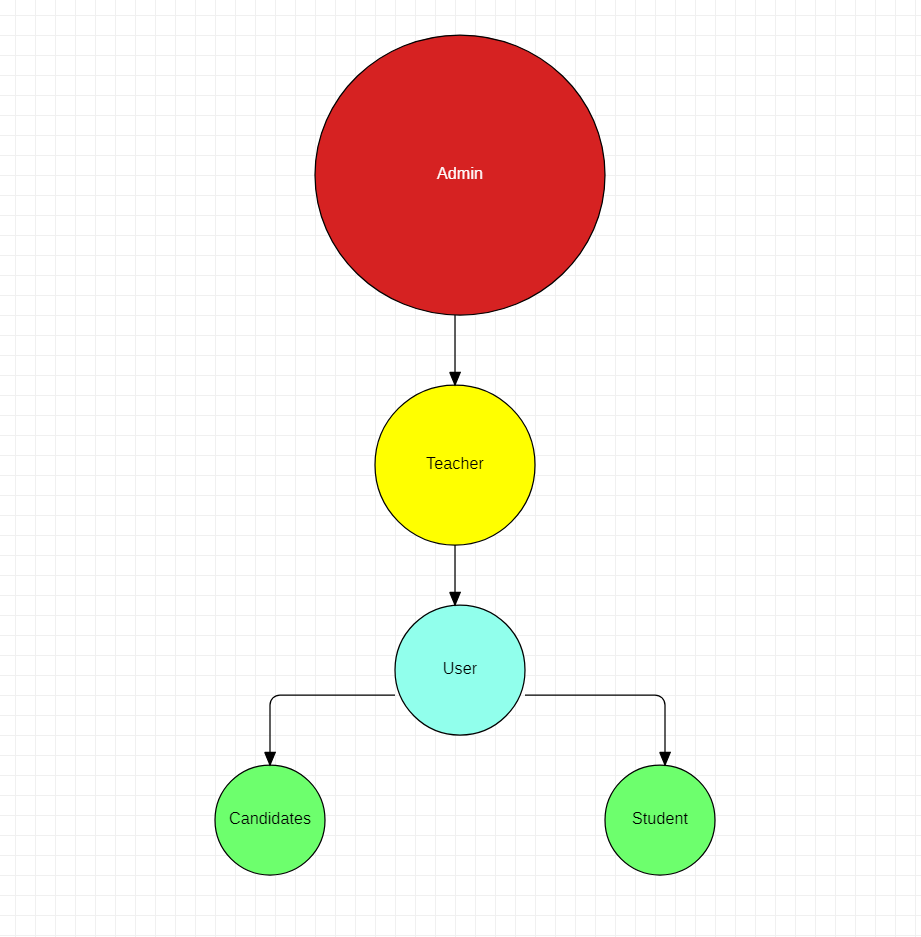 Admin
Teacher
User
Candidates
Student